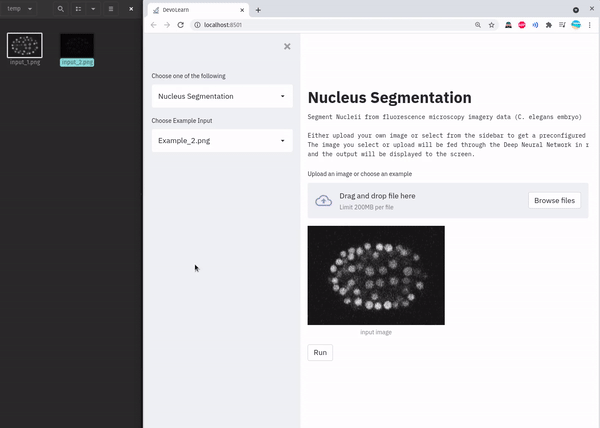 temp
input_1.png
input_2.png
DevoLearn
localhost:8501
Choose one of the following
Nucleus Segmentation
Choose Example Input
Example_2.png
Nucleus Segmentation
Segment Nucleii from fluorescence microscopy imagery data (C. elegans embryo)
Either upload your own image or select from the sidebar to get a preconfigured
The image you select or upload will be fed through the Deep Neural Network in r
and the output will be displayed to the screen.
Upload an image or choose an example
Drag and drop file here
Limit 200MB per file
Browse files
input image
Run